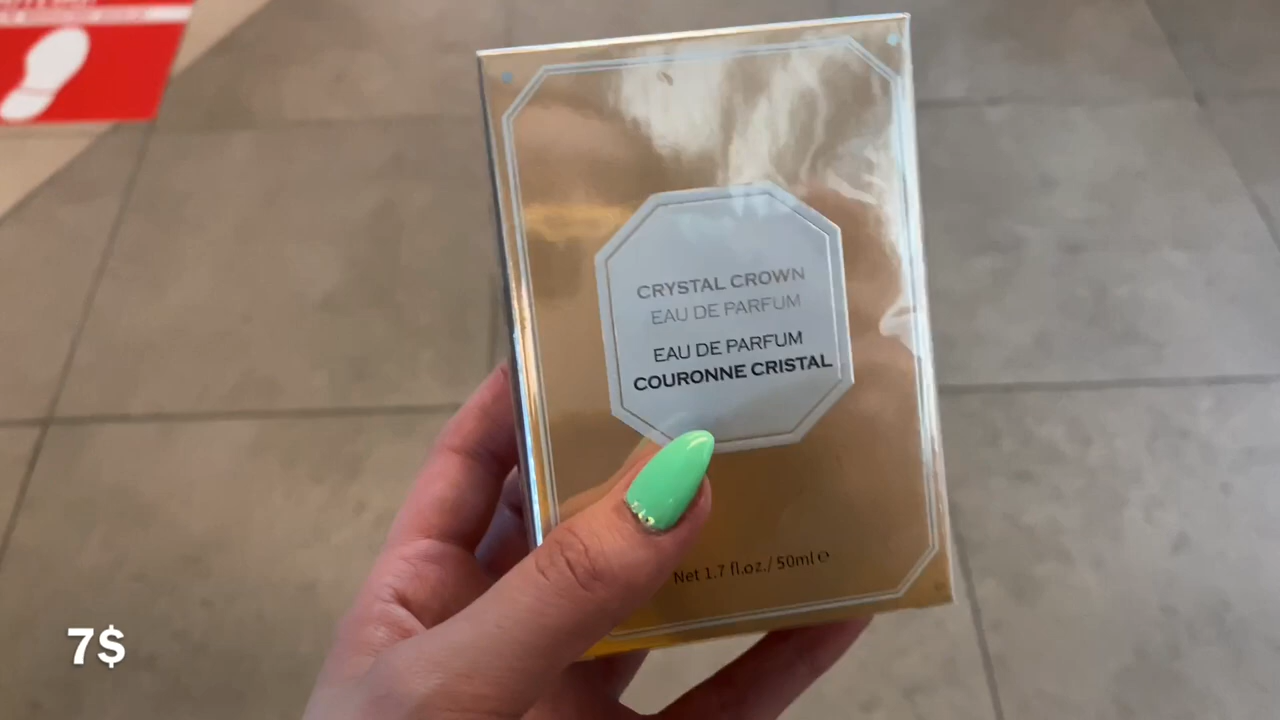 CRYSTAL CROWN
EAU DE PARFUM
EAU DE PARFUM
COURONNE CRISTAL
Net 1.7 fl.oz./ 50ml ℮
7$